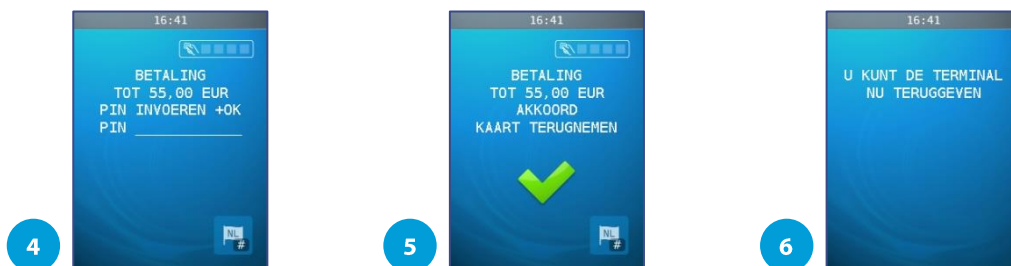 16:41
BETALING
TOT 55,00 EUR
PIN INVOEREN +OK
PIN ____________
NL
#
4
16:41
BETALING
TOT 55,00 EUR
AKKOORD
KAART TERUGNEMEN
NL
#
5
16:41
U KUNT DE TERMINAL
NU TERUGGEVEN
6